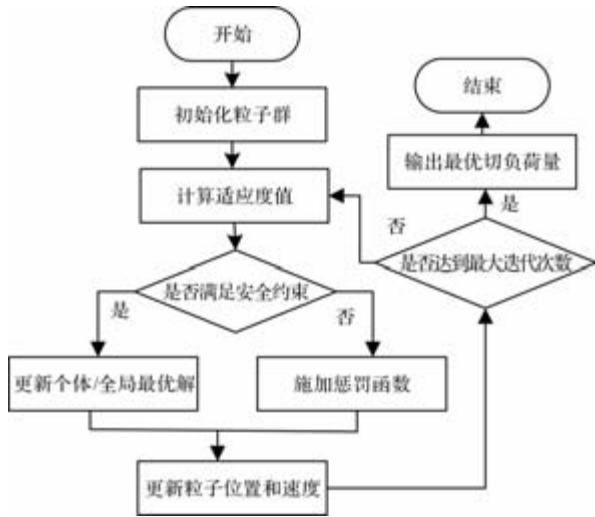 开始
初始化粒子群
计算适应度值
是否满足安全约束
是
否
更新个体/全局最优解
施加惩罚函数
更新粒子位置和速度
是否达到最大迭代次数
否
是
输出最优切负荷量
结束